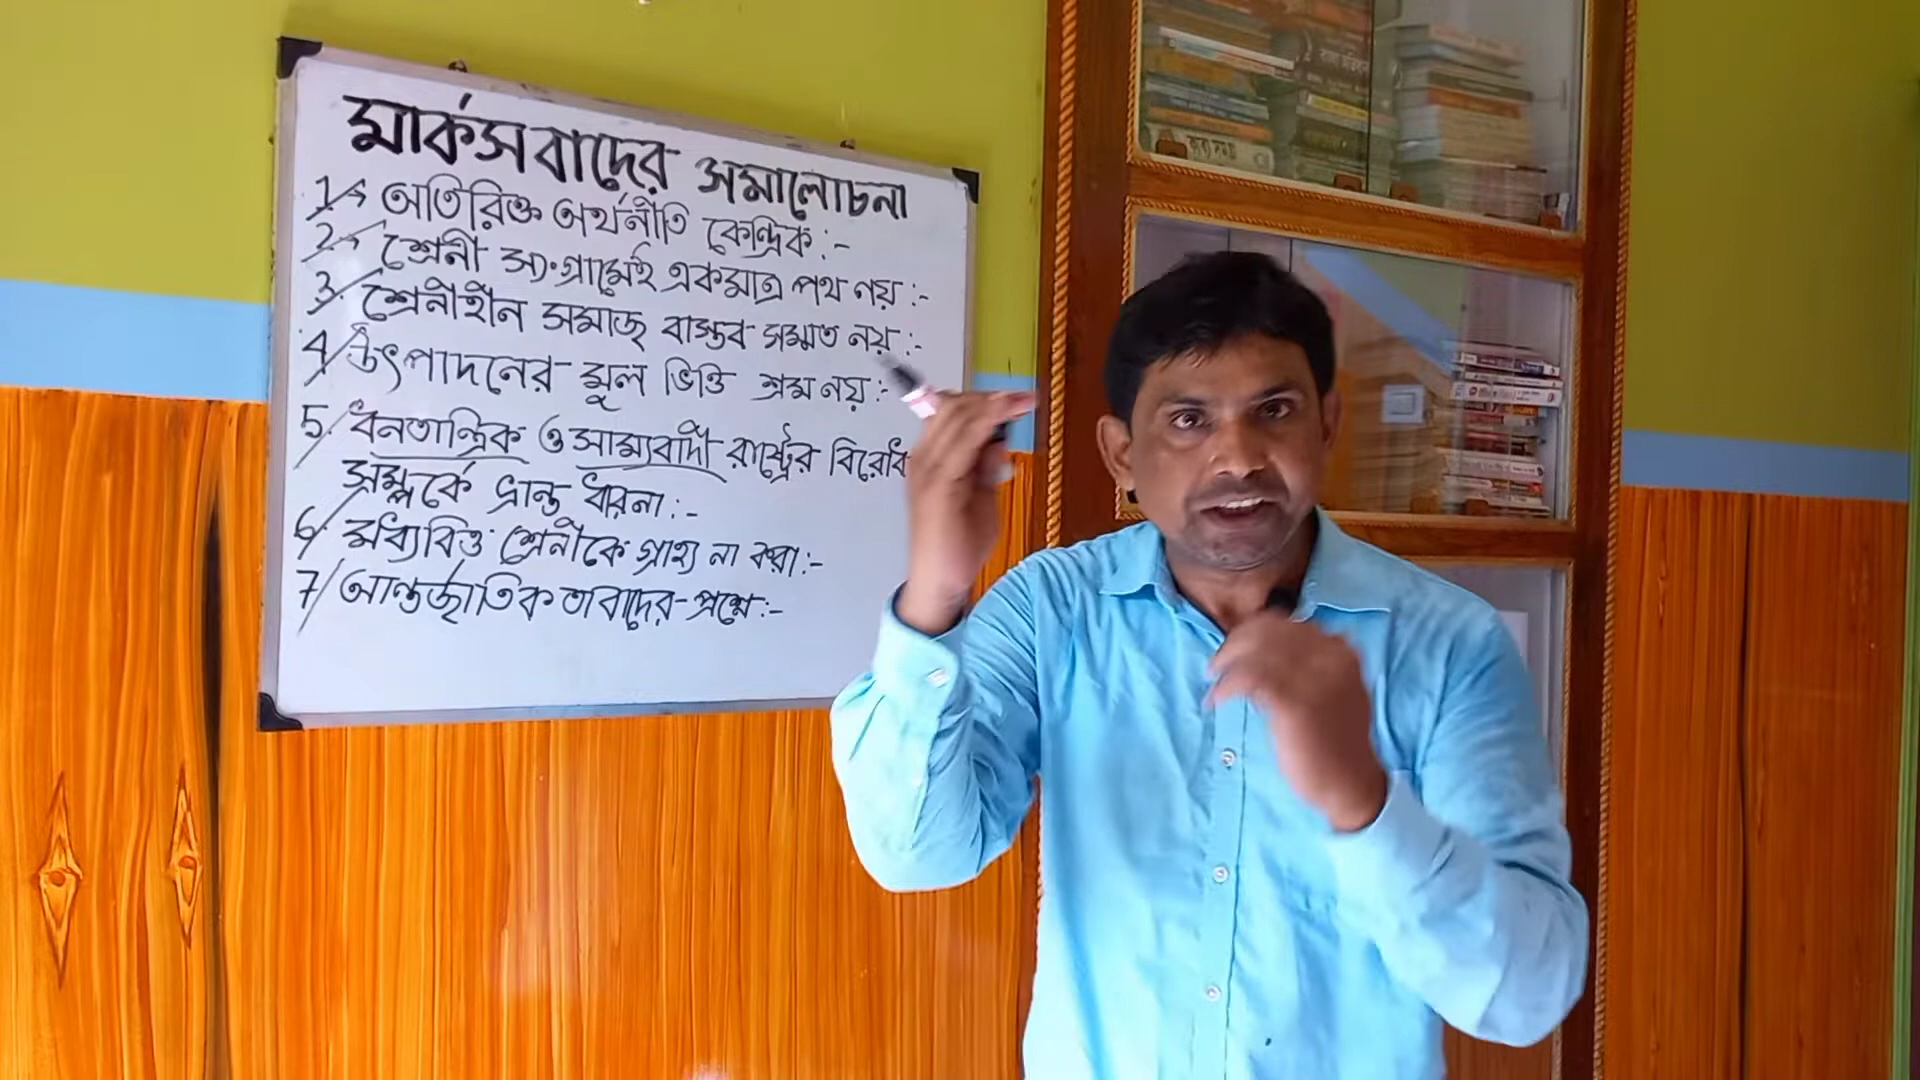 মার্কসবাদের সমালোচনা
1. অতিরিক্ত অর্থনীতি কেন্দ্রিক :-
2. শ্রেনী সংগ্রামেই একমাত্র পথ নয় :-
3. শ্রেনীহীন সমাজ বাস্তব সম্মত নয় :-
4/ উৎপাদনের মূল ভিত্তি শ্রম নয় :-
5/ ধনতান্ত্রিক ও সাম্যবাদী রাষ্ট্রের
সম্পর্কে ভ্রান্ত ধারনা :-
6/ মধ্যবিত্ত শ্রেনীকে গ্রাহ্য না করা :-
7/ আন্তর্জাতিকতাবাদের প্রশ্নে :-